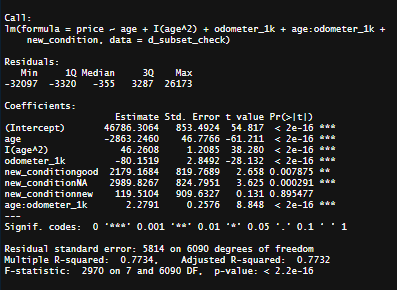 Call:
lm(formula = price ~ age + I(age^2) + odometer_1k + age:odometer_1k +
    new_condition, data = d_subset_check)

Residuals:
   Min     1Q Median     3Q    Max
-32097  -3320   -355   3287  26173

Coefficients:
                  Estimate Std. Error t value Pr(>|t|)
(Intercept)     46786.3064   853.4924  54.817  < 2e-16 ***
age             -2863.2460    46.7766 -61.211  < 2e-16 ***
I(age^2)           46.2608     1.2085  38.280  < 2e-16 ***
odometer_1k       -80.1519     2.8492 -28.132  < 2e-16 ***
new_conditiongood 2179.1684   819.7689   2.658 0.007875 **
new_conditionNA  2989.8267   824.7951   3.625 0.000291 ***
new_conditionnew  119.5104   909.6327   0.131 0.895477
age:odometer_1k     2.2791     0.2576   8.848  < 2e-16 ***
---
Signif. codes:  0 '***' 0.001 '**' 0.01 '*' 0.05 '.' 0.1 ' ' 1

Residual standard error: 5814 on 6090 degrees of freedom
Multiple R-squared:  0.7734,    Adjusted R-squared:  0.7732
F-statistic:  2970 on 7 and 6090 DF,  p-value: < 2.2e-16